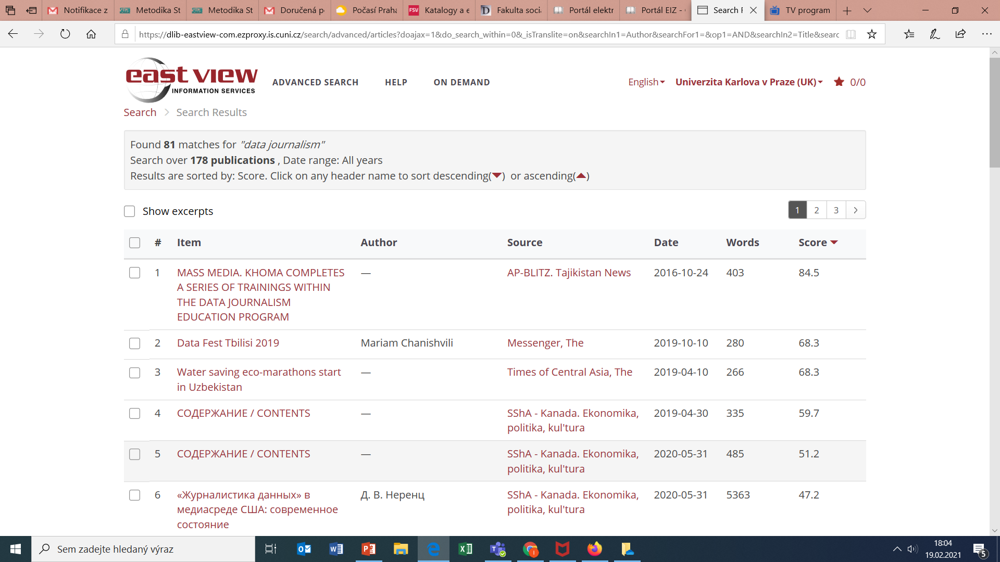 Notifikace z
Metodika St
Metodika St
Doručená p
Počasí Praha
Katalogy a e
Fakulta soci
Portál elektr
Portál EIZ -
Search F
TV program
https://dlib-eastview-com.ezproxy.is.cuni.cz/search/advanced/articles?doajax=1&do_search_within=0&_isTranslite=on&searchIn1=Author&searchFor1=&op1=AND&searchIn2=Title&searc
east view
INFORMATION SERVICES
ADVANCED SEARCH HELP ON DEMAND
English Univerzita Karlova v Praze (UK) 0/0
Search > Search Results
Found 81 matches for "data journalism"
Search over 178 publications , Date range: All years
Results are sorted by: Score. Click on any header name to sort descending(▼) or ascending(▲)
Show excerpts
1 2 3 >
# Item Author Source Date Words Score
1 MASS MEDIA. KHOMA COMPLETES — AP-BLITZ. Tajikistan News 2016-10-24 403 84.5
A SERIES OF TRAININGS WITHIN
THE DATA JOURNALISM
EDUCATION PROGRAM
2 Data Fest Tbilisi 2019 Mariam Chanishvili Messenger, The 2019-10-10 280 68.3
3 Water saving eco-marathons start — Times of Central Asia, The 2019-04-10 266 68.3
in Uzbekistan
4 СОДЕРЖАНИЕ / CONTENTS — SShA - Kanada. Ekonomika, 2019-04-30 335 59.7
politika, kul'tura
5 СОДЕРЖАНИЕ / CONTENTS — SShA - Kanada. Ekonomika, 2020-05-31 485 51.2
politika, kul'tura
6 «Журналистика данных» в Д. В. Неренц SShA - Kanada. Ekonomika, 2020-05-31 5363 47.2
медиасреде США: современное politika, kul'tura
состояние
Sem zadejte hledaný výraz
18:04
19.02.2021
5